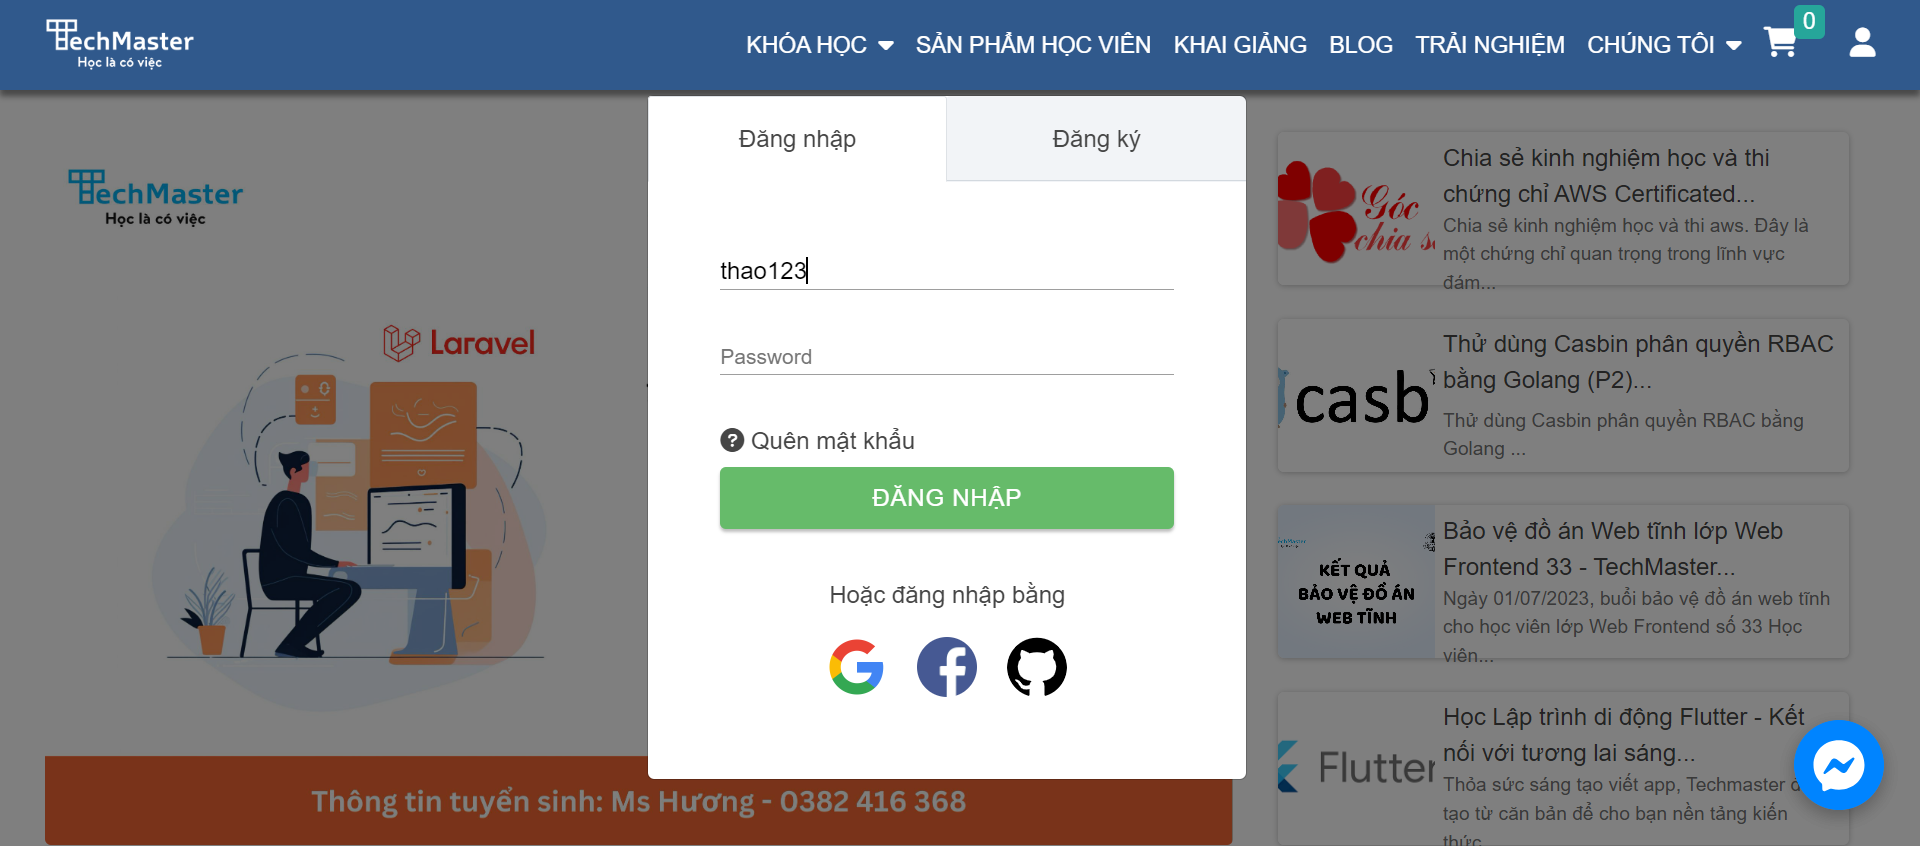 TechMaster
Học là có việc
KHÓA HỌC
SẢN PHẨM HỌC VIÊN
KHAI GIẢNG
BLOG
TRẢI NGHIỆM
CHÚNG TÔI
0
TechMaster
Học là có việc
Laravel
Thông tin tuyển sinh: Ms Hương - 0382 416 368
Đăng nhập
Đăng ký
thao123
Password
Quên mật khẩu
ĐĂNG NHẬP
Hoặc đăng nhập bằng
Góc
chia s
Chia sẻ kinh nghiệm học và thi
chứng chỉ AWS Certificated...
Chia sẻ kinh nghiệm học và thi aws. Đây là
một chứng chỉ quan trọng trong lĩnh vực
đám...
casb
Thử dùng Casbin phân quyền RBAC
bằng Golang (P2)...
Thử dùng Casbin phân quyền RBAC bằng
Golang ...
echMaster
KẾT QUẢ
BẢO VỆ ĐỒ ÁN
WEB TĨNH
Bảo vệ đồ án Web tĩnh lớp Web
Frontend 33 - TechMaster...
Ngày 01/07/2023, buổi bảo vệ đồ án web tĩnh
cho học viên lớp Web Frontend số 33 Học
viên...
Flutter
Học Lập trình di động Flutter - Kết
nối với tương lai sáng...
Thỏa sức sáng tạo viết app, Techmaster
tạo từ căn bản để cho bạn nền tảng kiến
thức